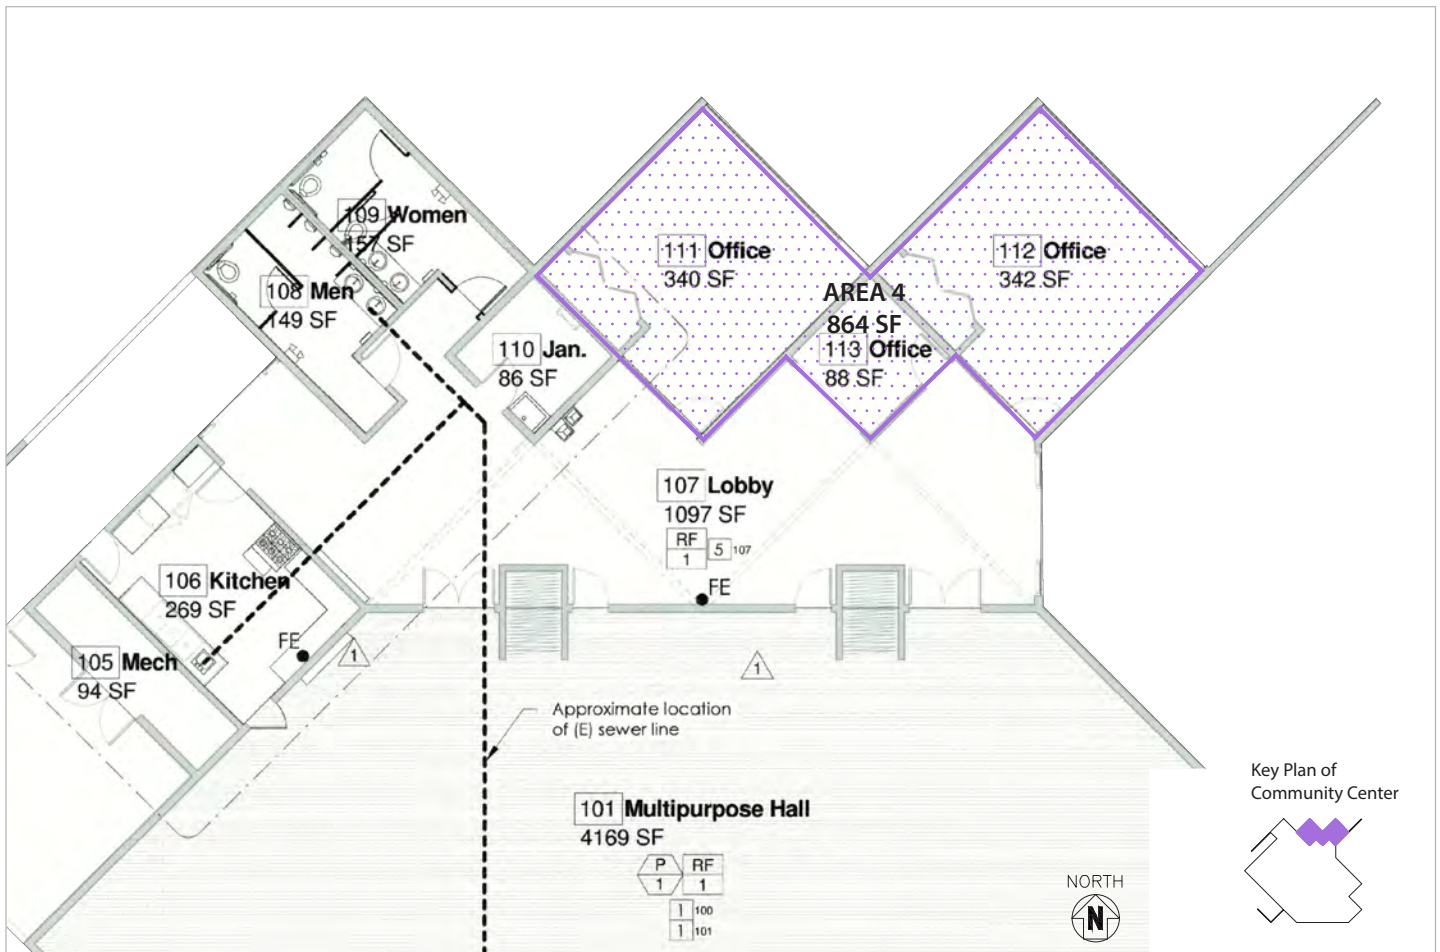 109 Women
157 SF
108 Men
149 SF
110 Jan.
86 SF
111 Office
340 SF
112 Office
342 SF
AREA 4
864 SF
113 Office
88 SF
107 Lobby
1097 SF
RF
1
5 107
FE
106 Kitchen
269 SF
FE
1
105 Mech
94 SF
1
Approximate location
of (E) sewer line
101 Multipurpose Hall
4169 SF
P RF
1 1
1 100
1 101
NORTH
N
Key Plan of
Community Center